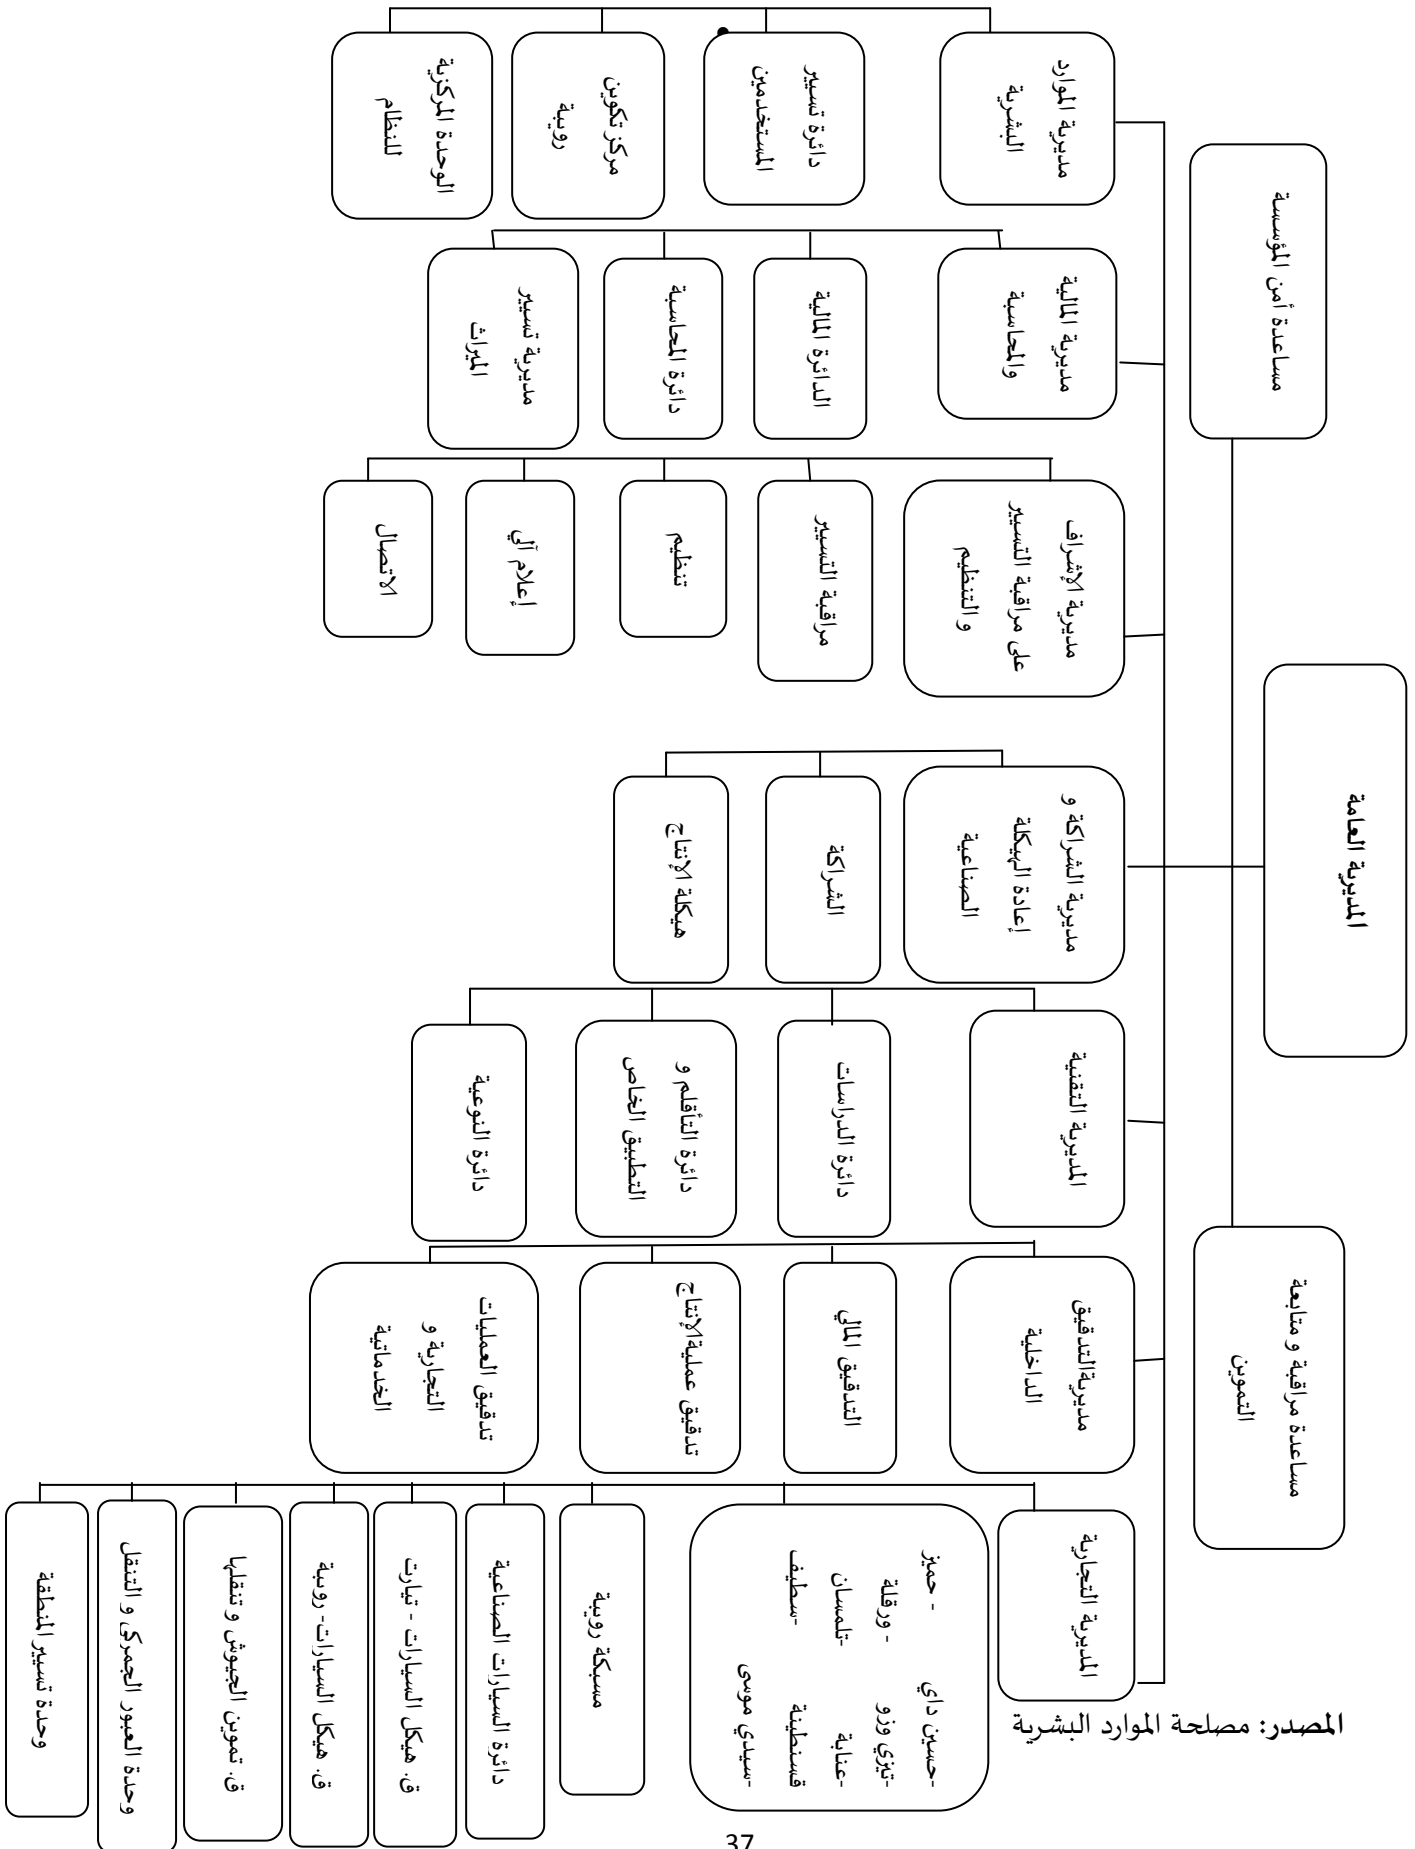 المديرية العامة
مساعدة أمن المؤسسة
مساعدة مراقبة و متابعة
التموين
مديرية الموارد
البشرية
دائرة تسيير
المستخدمين
مركز تكوين
رويبة
الوحدة المركزية
للنظام
مديرية المالية
والمحاسبة
الدائرة المالية
دائرة المحاسبة
مديرية تسيير
الميراث
مديرية الإشراف
على مراقبة التسيير
و التنظيم
مراقبة التسيير
تنظيم
إعلام آلي
الاتصال
مديرية الشراكة و
إعادة الهيكلة
الصناعية
الشراكة
هيكلة الإنتاج
المديرية التقنية
دائرة الدراسات
دائرة التأقلم و
التطبيق الخاص
دائرة النوعية
مديريةالتدقيق
الداخلية
التدقيق المالي
تدقيق عمليةالإنتاج
تدقيق العمليات
التجارية و
الخدماتية
المديرية التجارية
- حميز -حسين داي
- ورقلة -تيزي وزو
-تلمسان -عنابة
-سطيف قسنطينة
-سيدي موسى
مسبكة رويبة
دائرة السيارات الصناعية
ق. هيكل السيارات - تيارت
ق. هيكل السيارات- رويبة
ق. تموين الجيوش و تنقلها
وحدة العبور الجمركي و التنقل
وحدة تسيير المنطقة
المصدر: مصلحة الموارد البشرية
37